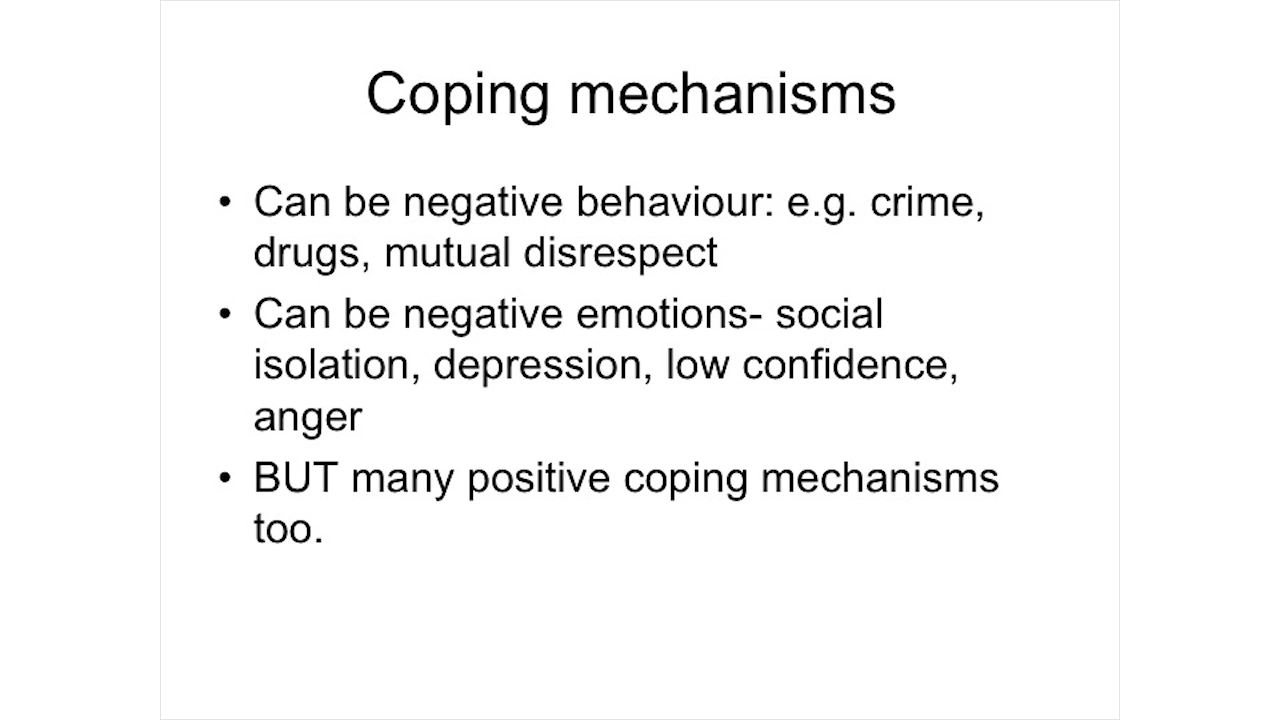 Coping mechanisms
• Can be negative behaviour: e.g. crime,
drugs, mutual disrespect
• Can be negative emotions- social
isolation, depression, low confidence,
anger
• BUT many positive coping mechanisms
too.